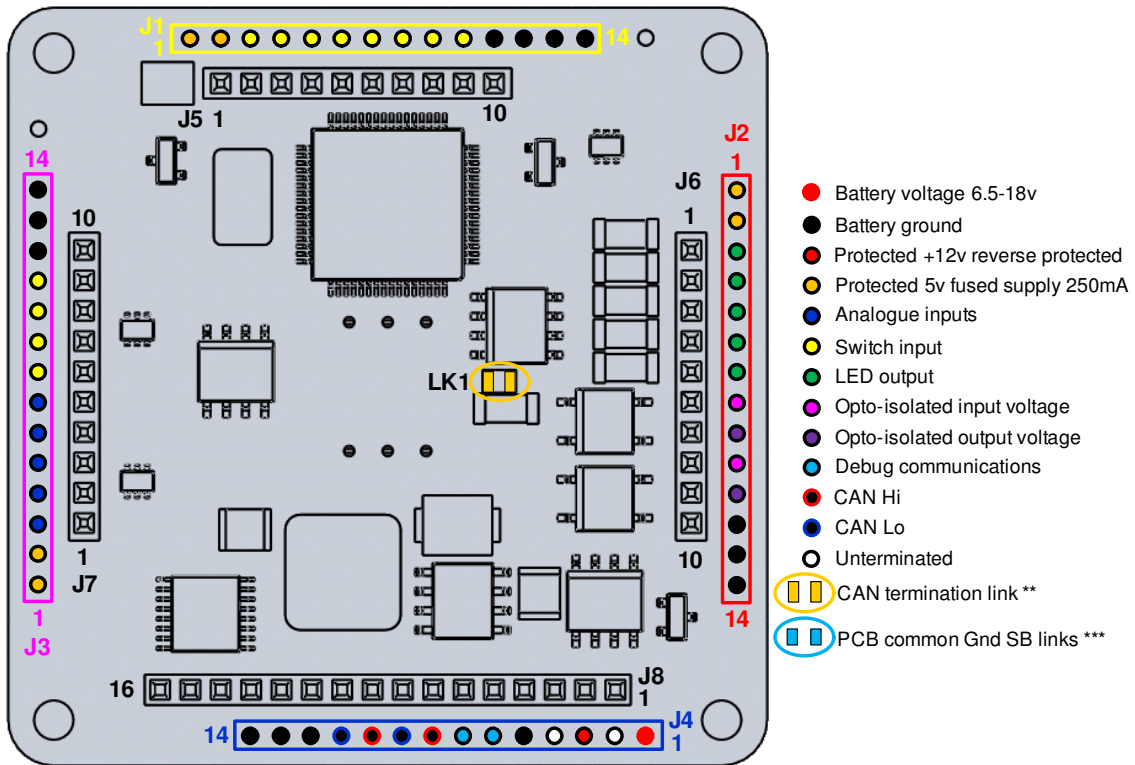 J1
1
14
J5
1
10
J2
1
14
10
J6
1
LK1
1
J7
1
J3
10
14
16
J8
1
14
J4
1
Battery voltage 6.5-18v
Battery ground
Protected +12v reverse protected
Protected 5v fused supply 250mA
Analogue inputs
Switch input
LED output
Opto-isolated input voltage
Opto-isolated output voltage
Debug communications
CAN Hi
CAN Lo
Unterminated
CAN termination link **
PCB common Gnd SB links ***